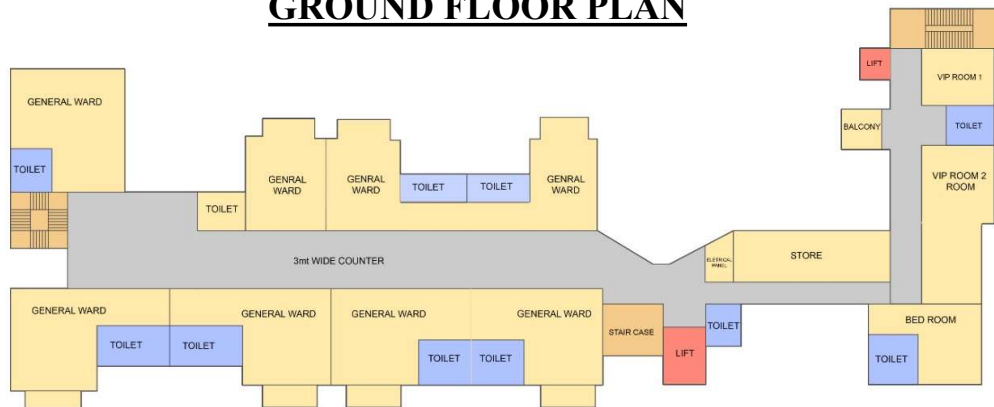 GROUND FLOOR PLAN
LIFT
VIP ROOM 1
GENERAL WARD
BALCONY
TOILET
TOILET
GENRAL
WARD
GENRAL
WARD
TOILET
TOILET
GENRAL
WARD
VIP ROOM 2
ROOM
TOILET
3mt WIDE COUNTER
ELETRICAL
PANEL
STORE
GENERAL WARD
GENERAL WARD
GENERAL WARD
GENERAL WARD
STAIR CASE
TOILET
BED ROOM
TOILET
TOILET
TOILET
TOILET
LIFT
TOILET